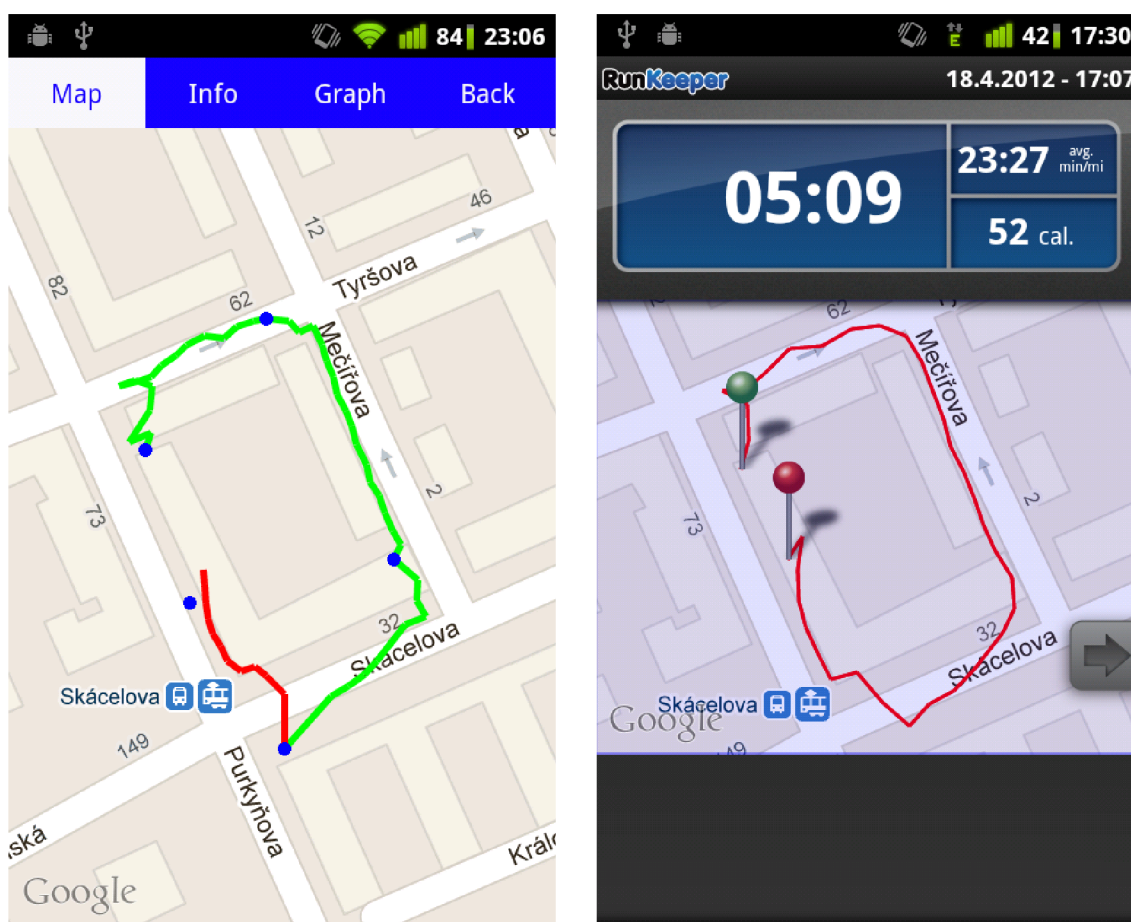 84 23:06
Map Info Graph Back
46
12
Tyršova
82
62
Mečířova
73
2
32
Skácelova
Skácelova
149
Purkyňova
Králo
Google
42 17:30
E
RunKeeper
18.4.2012 - 17:07
05:09
23:27 avg. min/mi
52 cal.
62
Mečířova
2
73
32
Skácelova
Skácelova
Google
49